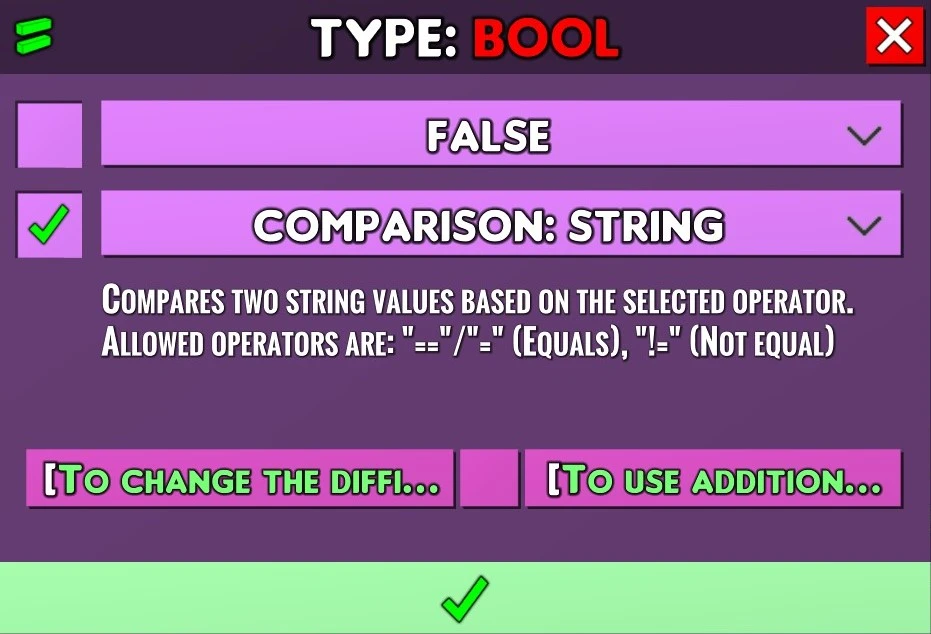 TYPE: BOOL
FALSE
COMPARISON: STRING
COMPARES TWO STRING VALUES BASED ON THE SELECTED OPERATOR.
ALLOWED OPERATORS ARE: "=="/"=" (EQUALS), "!=" (NOT EQUAL)
[TO CHANGE THE DIFFI...
[TO USE ADDITION...